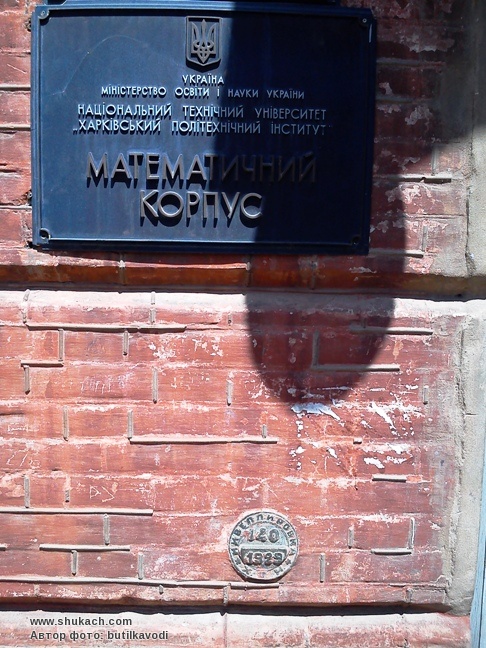 УКРАЇНА
МІНІСТЕРСТВО ОСВІТИ І НАУКИ УКРАЇНИ
НАЦІОНАЛЬНИЙ ТЕХНІЧНИЙ УНІВЕРСИТЕТ
„ХАРКІВСЬКИЙ ПОЛІТЕХНІЧНИЙ ІНСТИТУТ"
МАТЕМАТИЧНИЙ
КОРПУС
140
1939
www.shukach.com
Автор фото: butilkavodi